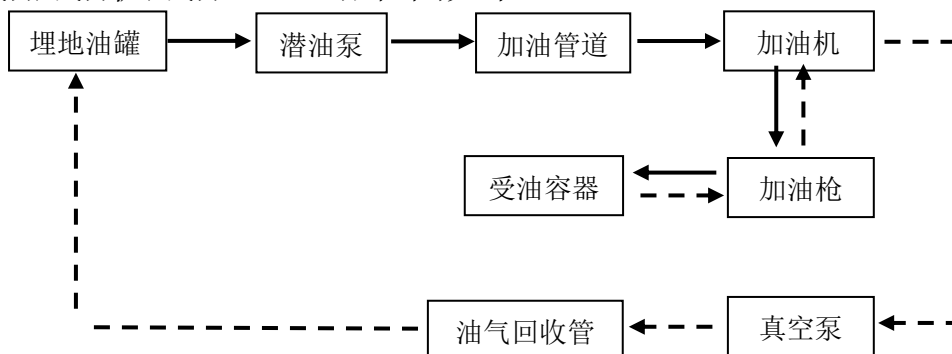 埋地油罐
潜油泵
加油管道
加油机
受油容器
加油枪
油气回收管
真空泵